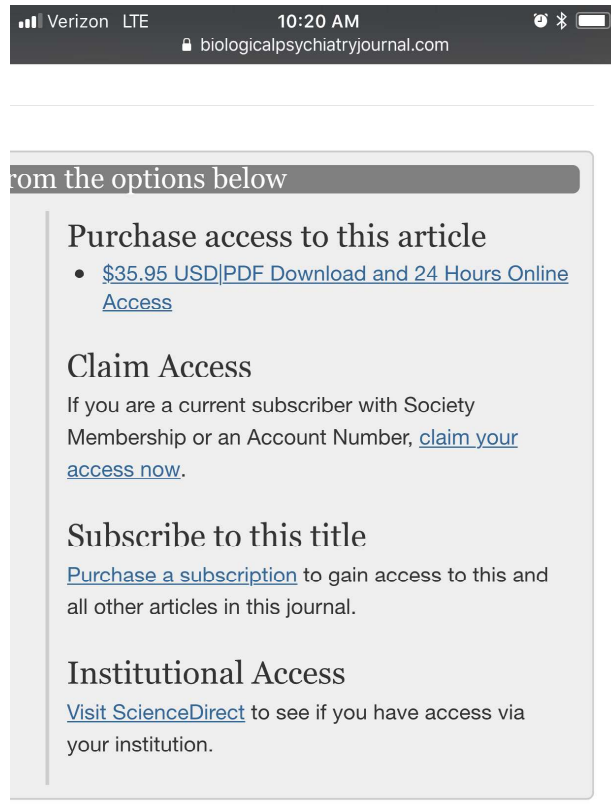 Verizon LTE 10:20 AM
biologicalpsychiatryjournal.com
rom the options below
Purchase access to this article
• $35.95 USD|PDF Download and 24 Hours Online
Access
Claim Access
If you are a current subscriber with Society
Membership or an Account Number, claim your
access now.
Subscribe to this title
Purchase a subscription to gain access to this and
all other articles in this journal.
Institutional Access
Visit ScienceDirect to see if you have access via
your institution.